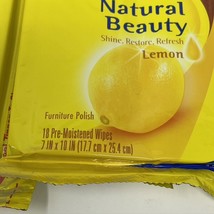 Natural
Beauty
Shine, Restore, Refresh
Lemon
Furniture Polish
18 Pre-Moistened Wipes
7 IN x 10 IN (17.7 cm x 25.4 cm)